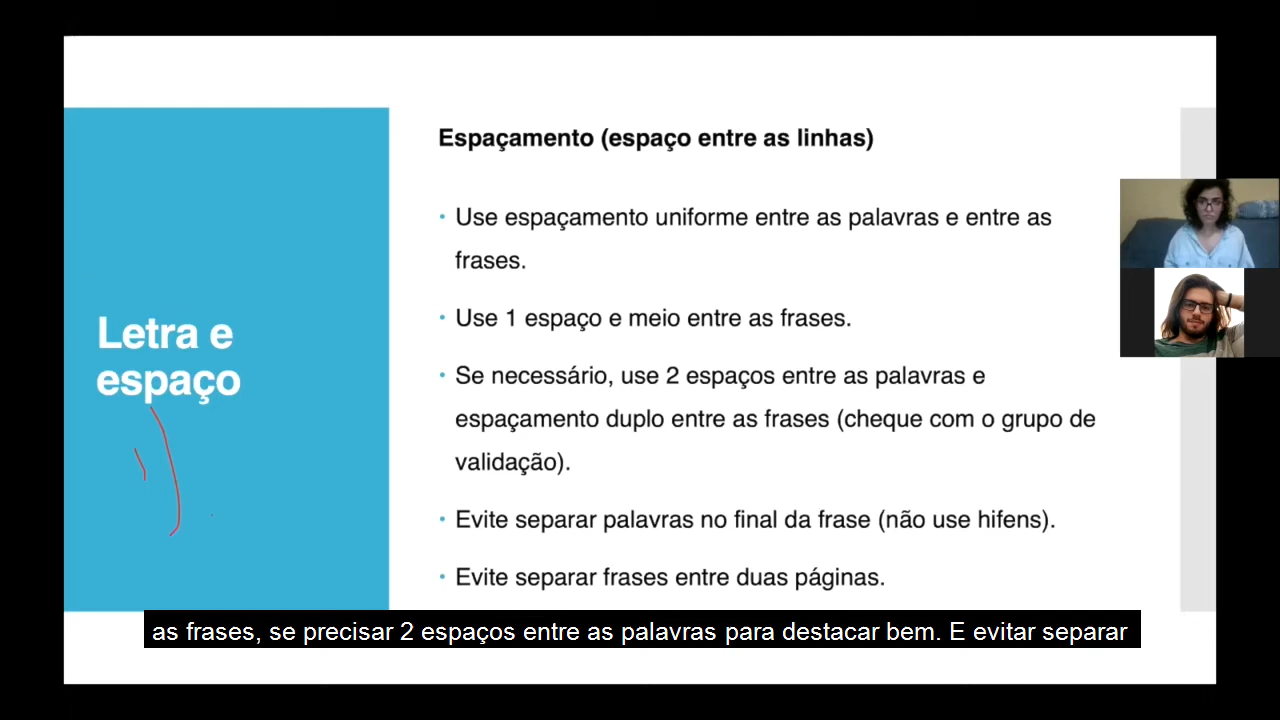 Letra e
espaço
Espaçamento (espaço entre as linhas)
• Use espaçamento uniforme entre as palavras e entre as
frases.
• Use 1 espaço e meio entre as frases.
• Se necessário, use 2 espaços entre as palavras e
espaçamento duplo entre as frases (cheque com o grupo de
validação).
• Evite separar palavras no final da frase (não use hifens).
• Evite separar frases entre duas páginas.
as frases, se precisar 2 espaços entre as palavras para destacar bem. E evitar separar